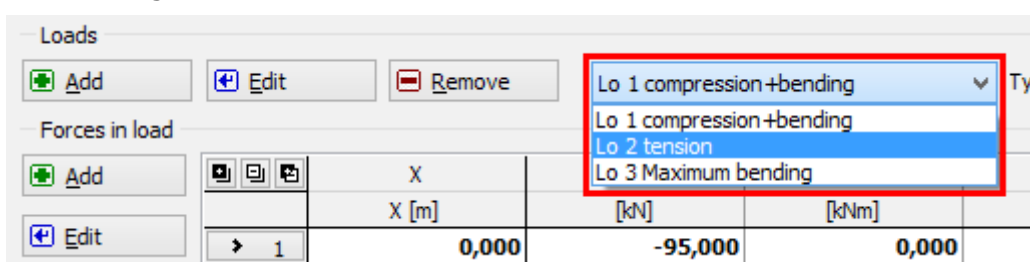 Loads
Add Edit Remove Lo 1 compression+bending Ty
Lo 1 compression+bending
Forces in load
Lo 2 tension
Add X Lo 3 Maximum bending
X [m] [kN] [kNm]
Edit
1 0,000 -95,000 0,000